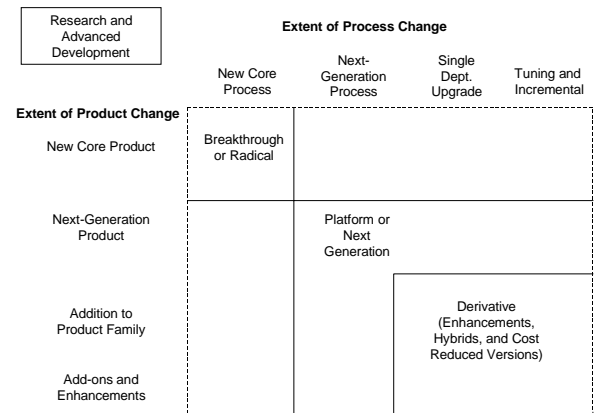 Research and
Advanced
Development
Extent of Process Change
New Core
Process
Next-
Generation
Process
Single
Dept.
Upgrade
Tuning and
Incremental
Extent of Product Change
New Core Product
Breakthrough
or Radical
Next-Generation
Product
Platform or
Next
Generation
Addition to
Product Family
Derivative
(Enhancements,
Hybrids, and Cost
Reduced Versions)
Add-ons and
Enhancements